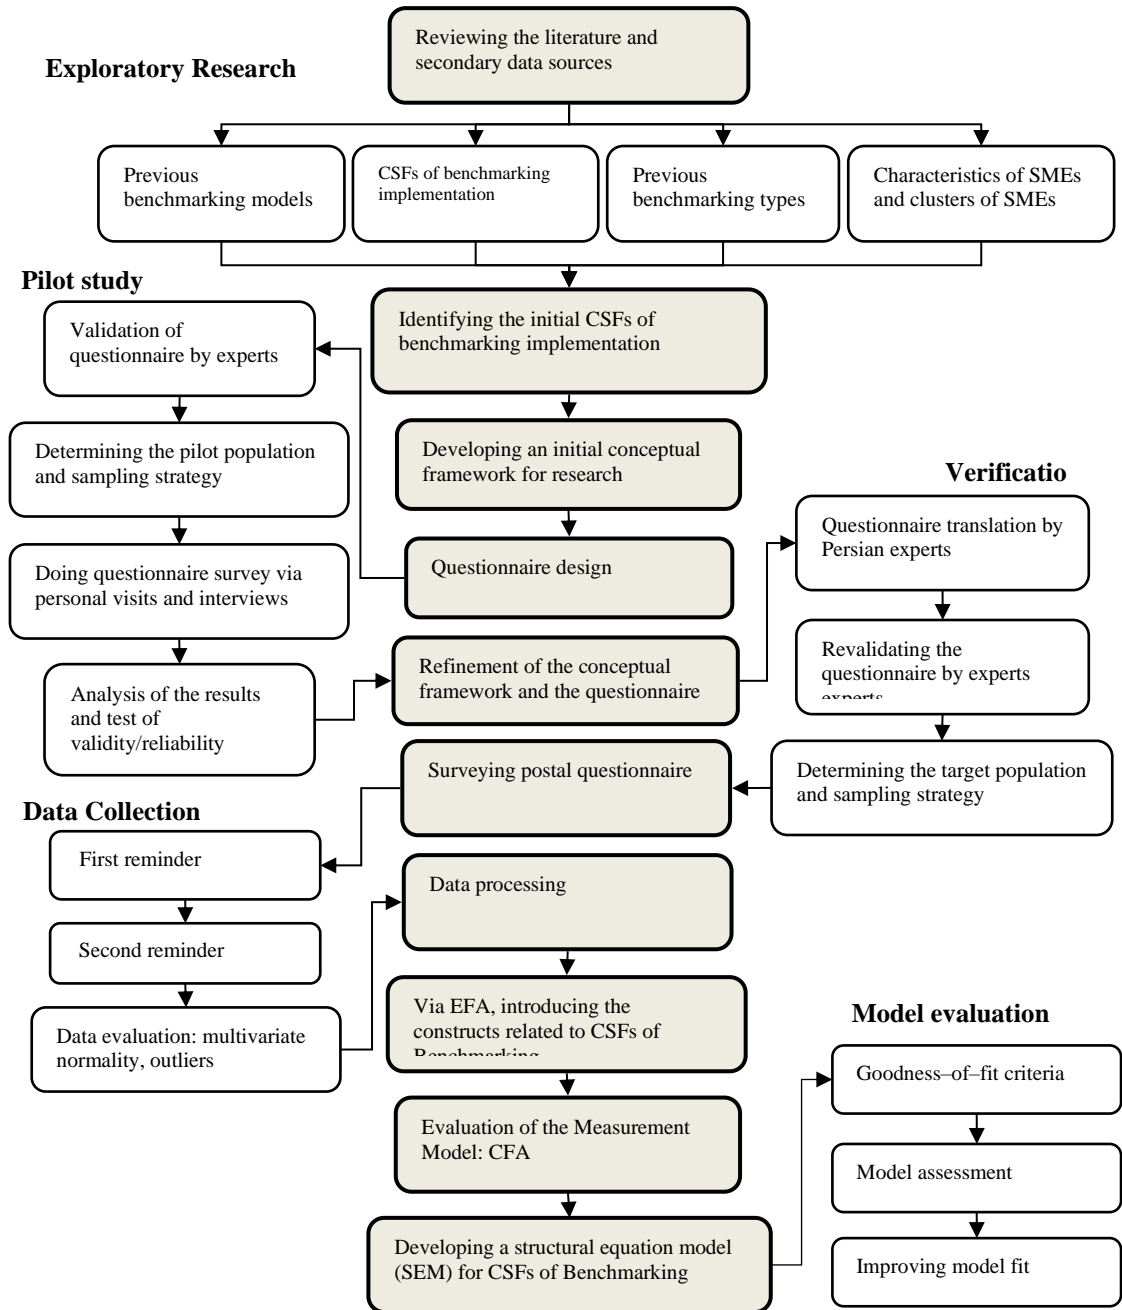 Reviewing the literature and
secondary data sources
Exploratory Research
Previous
benchmarking models
CSFs of benchmarking
implementation
Previous
benchmarking types
Characteristics of SMEs
and clusters of SMEs
Pilot study
Validation of
questionnaire by experts
Identifying the initial CSFs of
benchmarking implementation
Determining the pilot population
and sampling strategy
Developing an initial conceptual
framework for research
Verificatio
Questionnaire translation by
Persian experts
Doing questionnaire survey via
personal visits and interviews
Questionnaire design
Revalidating the
questionnaire by experts
experts
Analysis of the results
and test of
validity/reliability
Refinement of the conceptual
framework and the questionnaire
Determining the target population
and sampling strategy
Surveying postal questionnaire
Data Collection
First reminder
Second reminder
Data evaluation: multivariate
normality, outliers
Data processing
Via EFA, introducing the
constructs related to CSFs of
Benchmarking
Model evaluation
Goodness–of–fit criteria
Evaluation of the Measurement
Model: CFA
Model assessment
Developing a structural equation model
(SEM) for CSFs of Benchmarking
Improving model fit